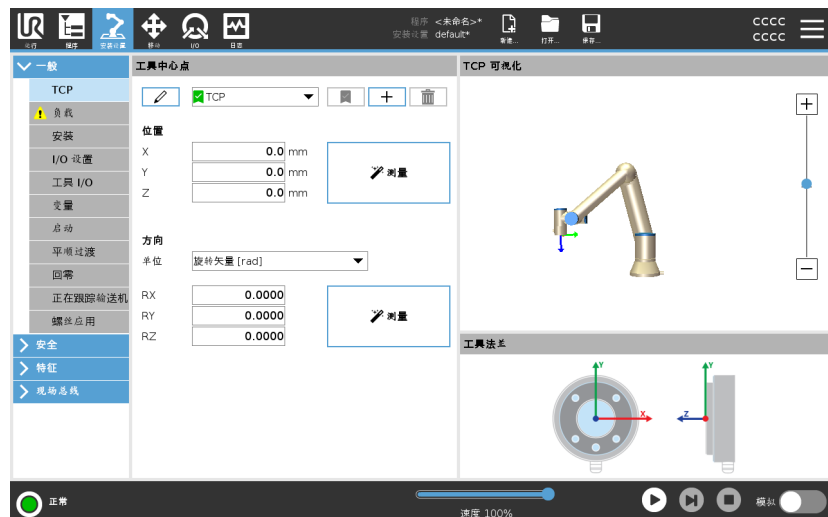 程序 <未命名>*
安装设置 default*
CCCC
CCCC
运行
程序
安装设置
移动
I/O
日志
新建...
打开...
保存...
一般
TCP
负载
安装
I/O 设置
工具 I/O
变量
启动
平顺过渡
回零
正在跟踪输送机
螺丝应用
安全
特征
现场总线
工具中心点
TCP
位置
X 0.0 mm
Y 0.0 mm
Z 0.0 mm
测量
方向
单位 旋转矢量 [rad]
RX 0.0000
RY 0.0000
RZ 0.0000
测量
TCP 可视化
工具法兰
Y
X
Y
Z
正常
速度 100%
模拟